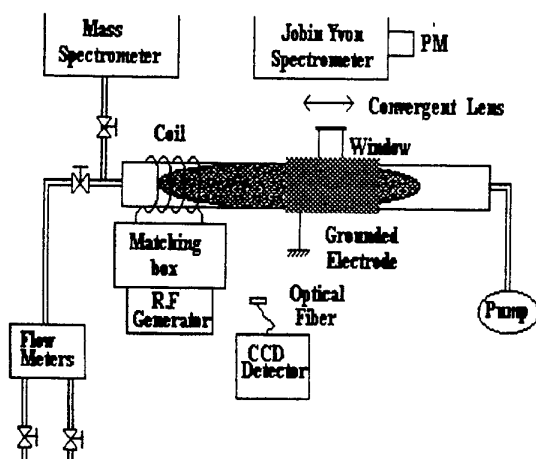 Mass
Spectrometer
Jobin Yvon
Spectrometer
PM
Convergent Lens
Coil
Window
Matching
box
R.F
Generator
Grounded
Electrode
Optical
Fiber
CCD
Detector
Pump
Flow
Meters